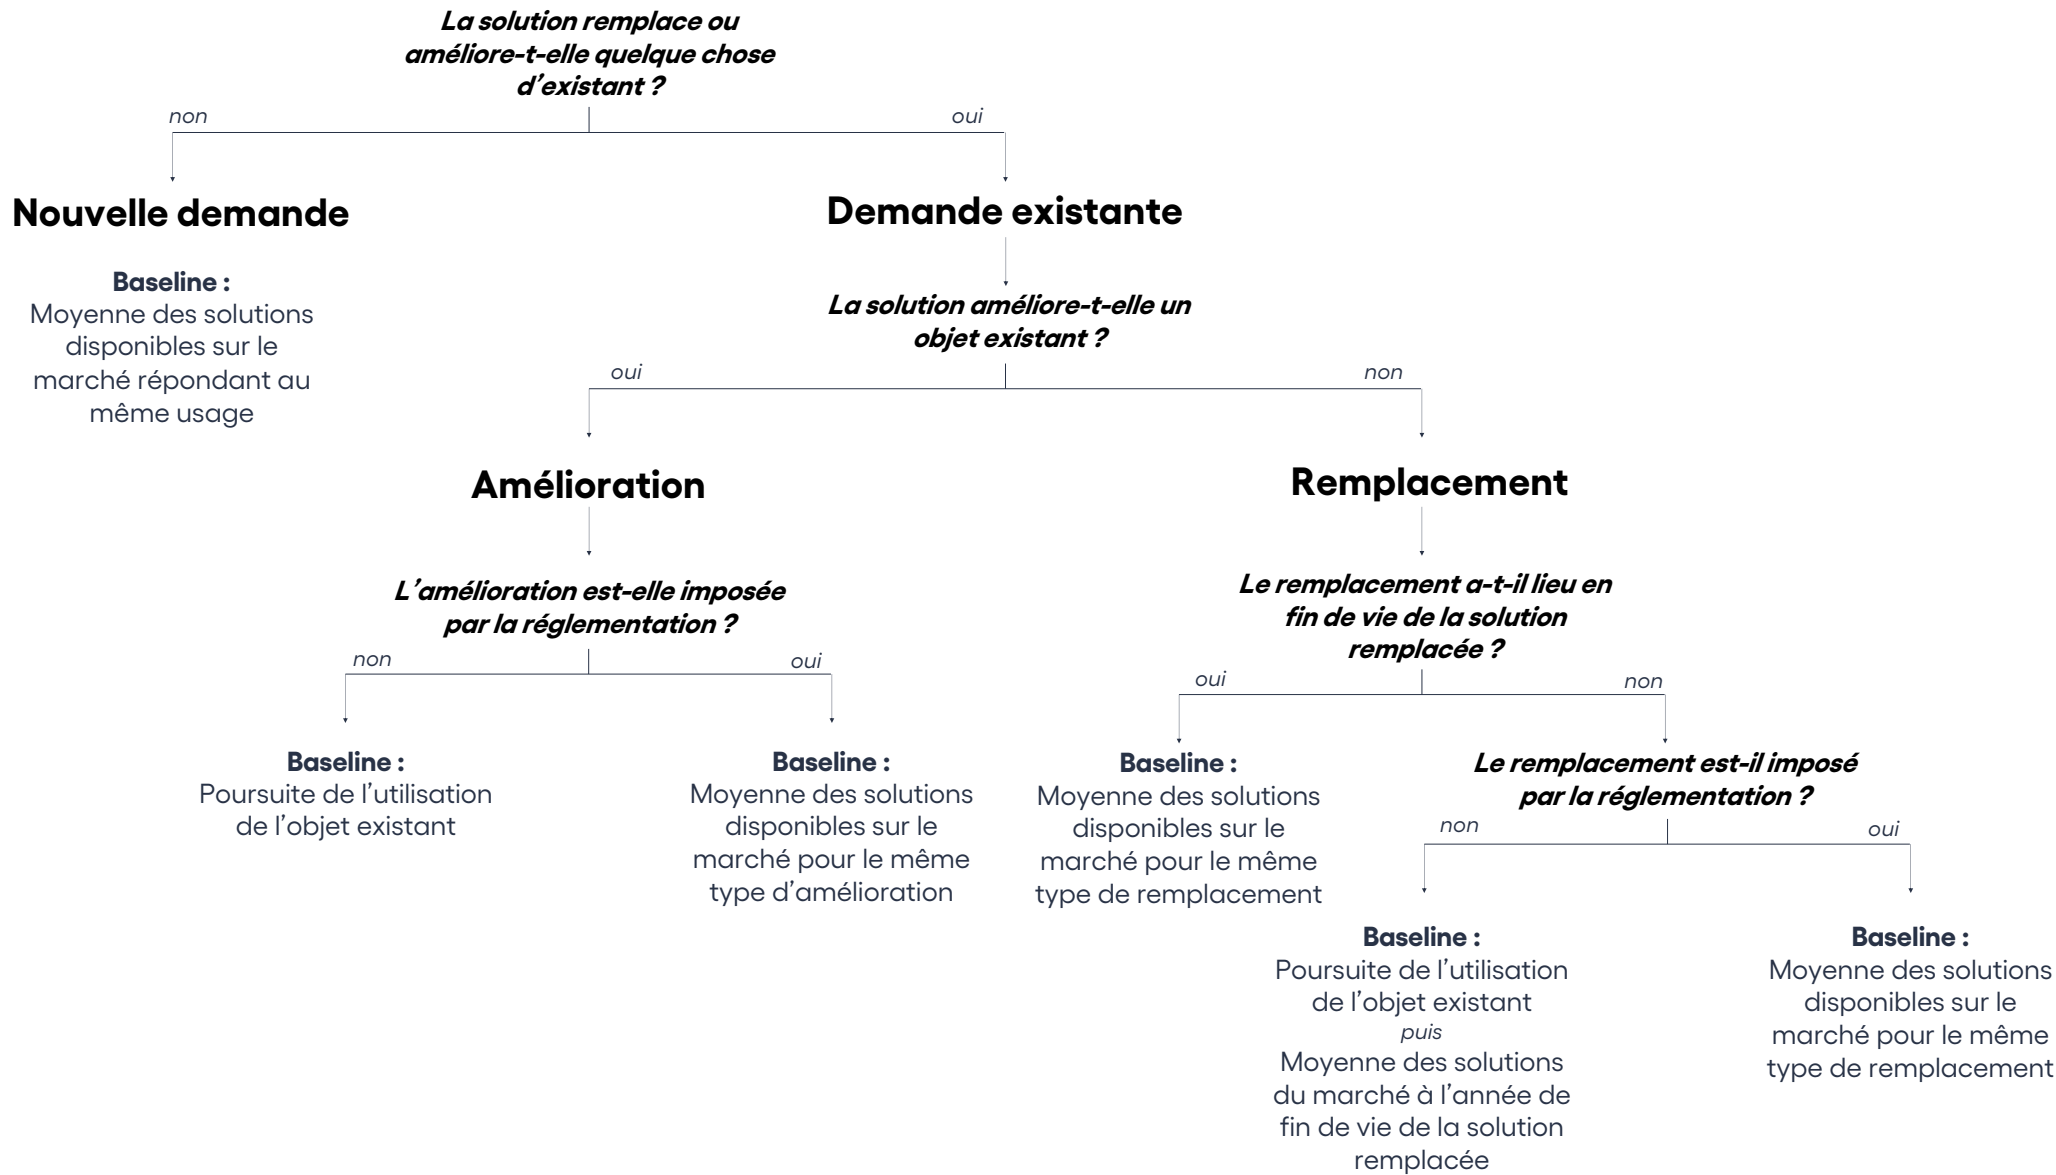 La solution remplace ou
améliore-t-elle quelque chose
d’existant ?
non
oui
Nouvelle demande
Demande existante
Baseline :
Moyenne des solutions
disponibles sur le
marché répondant au
même usage
La solution améliore-t-elle un
objet existant ?
oui
non
Amélioration
Remplacement
L’amélioration est-elle imposée
par la réglementation ?
non
oui
Le remplacement a-t-il lieu en
fin de vie de la solution
remplacée ?
oui
non
Baseline :
Poursuite de l’utilisation
de l’objet existant
Baseline :
Moyenne des solutions
disponibles sur le
marché pour le même
type d’amélioration
Baseline :
Moyenne des solutions
disponibles sur le
marché pour le même
type de remplacement
Le remplacement est-il imposé
par la réglementation ?
non
oui
Baseline :
Poursuite de l’utilisation
de l’objet existant
puis
Moyenne des solutions
du marché à l’année de
fin de vie de la solution
remplacée
Baseline :
Moyenne des solutions
disponibles sur le
marché pour le même
type de remplacement